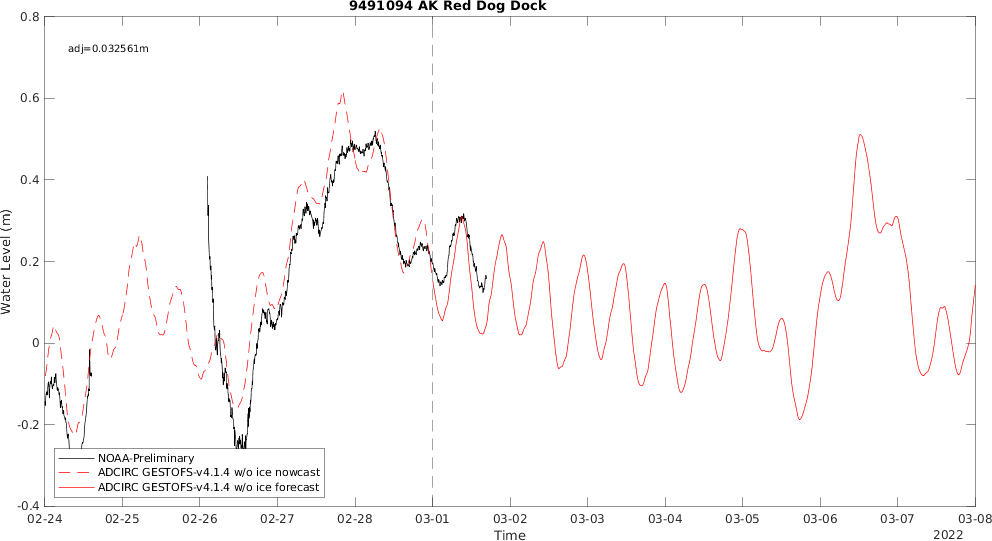 9491094 AK Red Dog Dock
adj=0.032561m
0.8
0.6
0.4
0.2
0
-0.2
-0.4
Water Level (m)
NOAA-Preliminary
ADCIRC GESTOFS-v4.1.4 w/o ice nowcast
ADCIRC GESTOFS-v4.1.4 w/o ice forecast
02-24 02-25 02-26 02-27 02-28 03-01 03-02 03-03 03-04 03-05 03-06 03-07 03-08
Time
2022